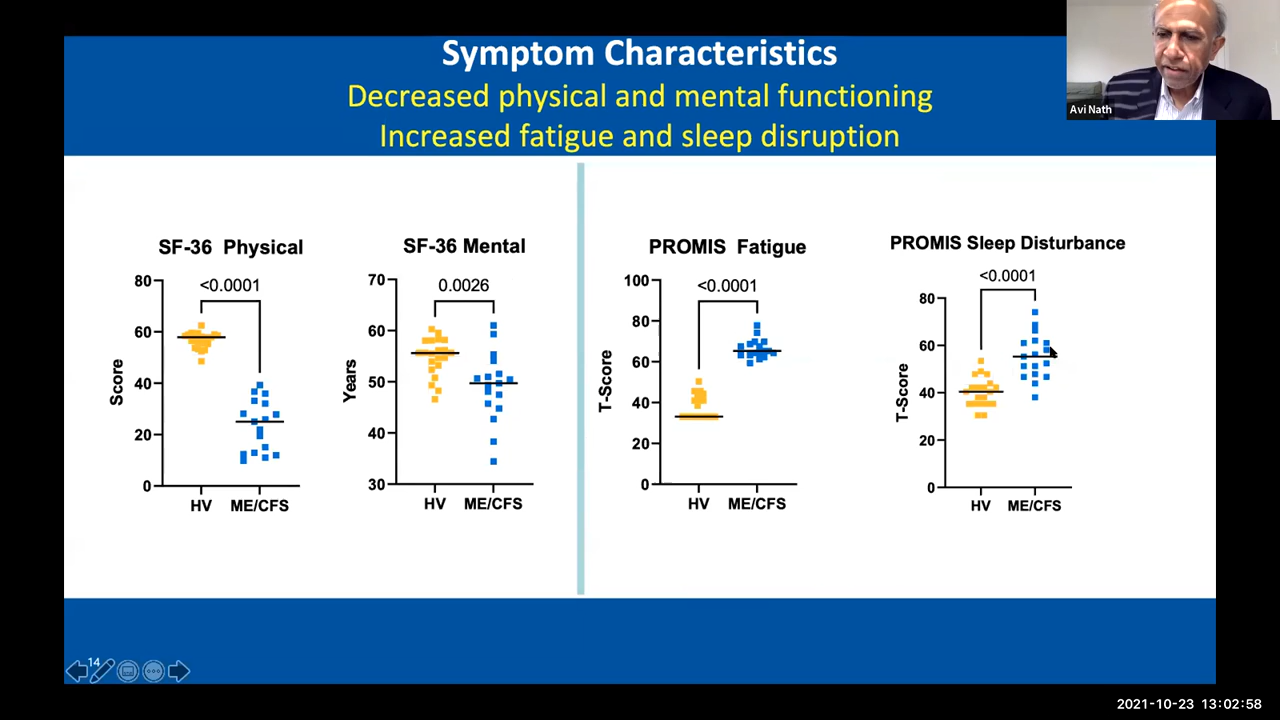 Symptom Characteristics
Decreased physical and mental functioning
Increased fatigue and sleep disruption
Avi Nath
SF-36 Physical
<0.0001
80
60
40
20
0
Score
HV
ME/CFS
SF-36 Mental
0.0026
70
60
50
40
30
Years
HV
ME/CFS
PROMIS Fatigue
<0.0001
100
80
60
40
20
0
T-Score
HV
ME/CFS
PROMIS Sleep Disturbance
<0.0001
80
60
40
20
0
T-Score
HV
ME/CFS
14
2021-10-23 13:02:58